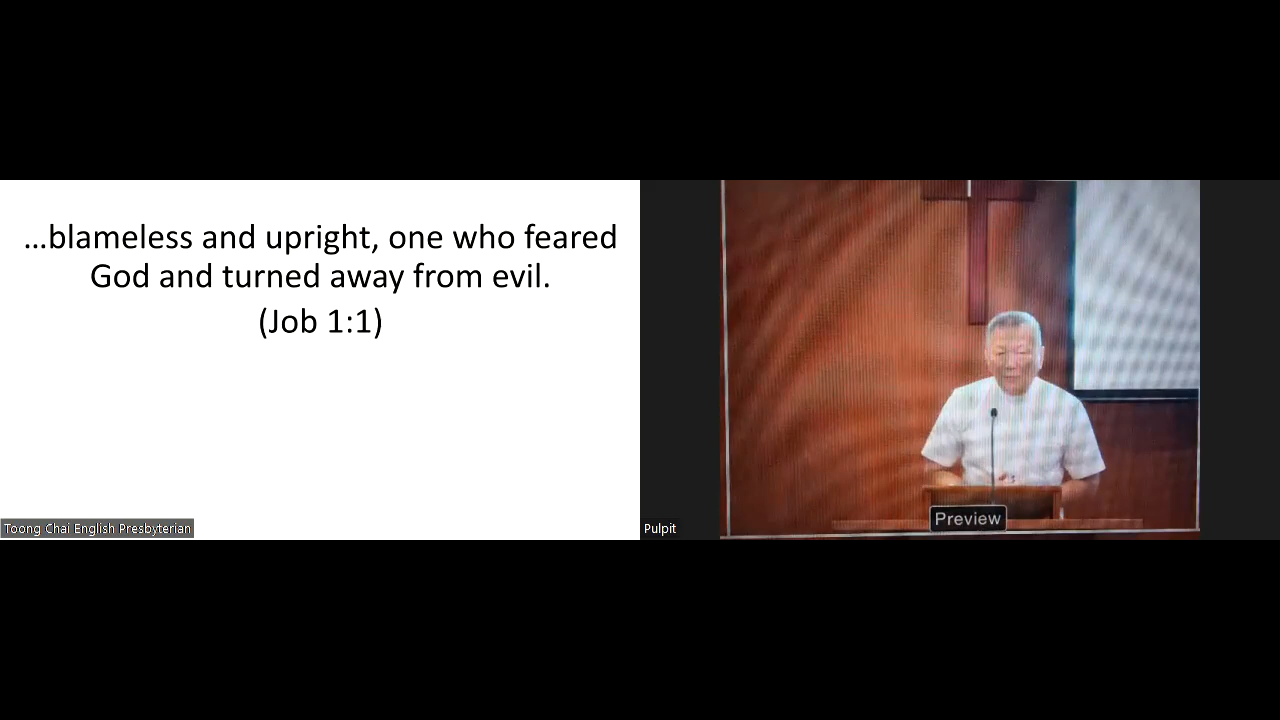 ...blameless and upright, one who feared
God and turned away from evil.
(Job 1:1)
Toong Chai English Presbyterian
Preview
Pulpit